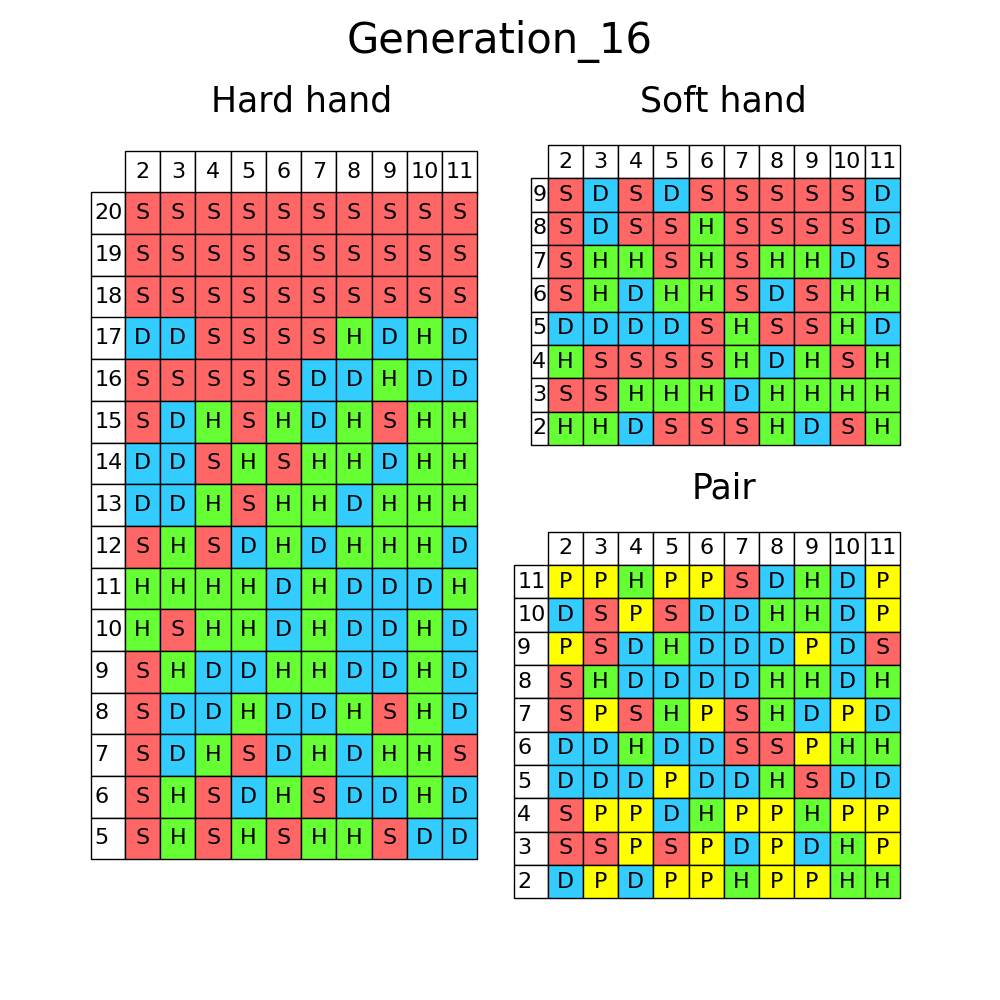 Generation_16
Hard hand
2 3 4 5 6 7 8 9 10 11
20 S S S S S S S S S S
19 S S S S S S S S S S
18 S S S S S S S S S S
17 D D S S S S H D H D
16 S S S S S D D H D D
15 S D H S H D H S H H
14 D D S H S H H D H H
13 D D H S H H D H H H
12 S H S D H D H H H D
11 H H H H D H D D D H
10 H S H H D H D D H D
9 S H D D H H D D H D
8 S D D H D D H S H D
7 S D H S D H D H H S
6 S H S D H S D D H D
5 S H S H S H H S D D
Soft hand
2 3 4 5 6 7 8 9 10 11
9 S D S D S S S S S D
8 S D S S H S S S S D
7 S H H S H S H H D S
6 S H D H H S D S H H
5 D D D D S H S S H D
4 H S S S S H D H S H
3 S S H H H D H H H H
2 H H D S S S H D S H
Pair
2 3 4 5 6 7 8 9 10 11
11 P P H P P S D H D P
10 D S P S D D H H D P
9 P S D H D D D P D S
8 S H D D D D H H D H
7 S P S H P S H D P D
6 D D H D D S S P H H
5 D D D P D D H S D D
4 S P P D H P P H P P
3 S S P S P D P D H P
2 D P D P P H P P H H